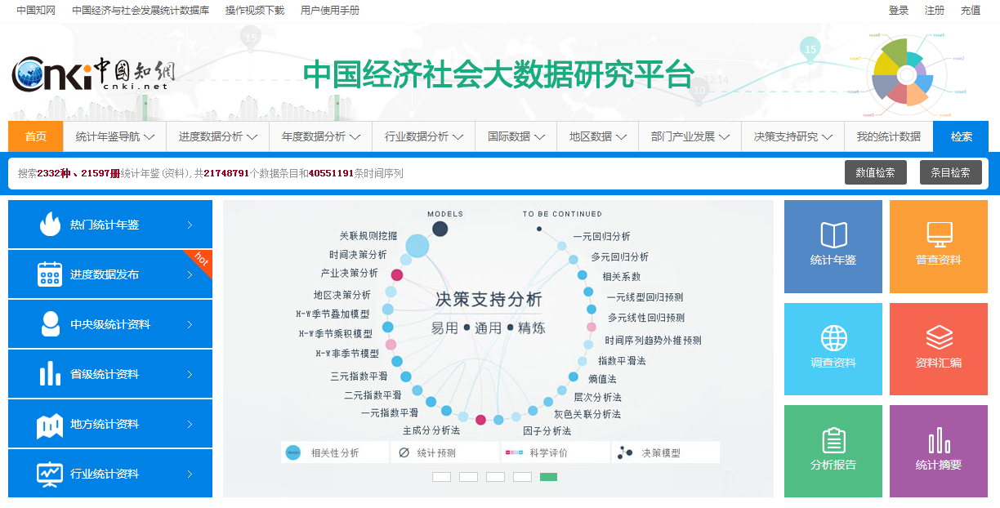 中国知网 中国经济与社会发展统计数据库 操作视频下载 用户使用手册 登录 注册 充值
Cnki中國知網
cnki.net
中国经济社会大数据研究平台
15
15
10
12.14
首页 统计年鉴导航 进度数据分析 年度数据分析 行业数据分析 国际数据 地区数据 部门产业发展 决策支持研究 我的统计数据 检索
搜索2332种、21597册统计年鉴(资料),共21748791个数据条目和40551191条时间序列 数值检索 条目检索
热门统计年鉴
进度数据发布
hot
中央级统计资料
省级统计资料
地方统计资料
行业统计资料
MODELS
TO BE CONTINUED
关联规则挖掘
时间决策分析
产业决策分析
地区决策分析
H-W季节叠加模型
H-W季节乘积模型
H-W非季节模型
三元指数平滑
二元指数平滑
一元指数平滑
主成分分析法
决策支持分析
易用●通用●精炼
一元回归分析
多元回归分析
相关系数
一元线型回归预测
多元线性回归预测
时间序列趋势外推预测
指数平滑法
熵值法
层次分析法
灰色关联分析法
因子分析法
相关性分析 统计预测 科学评价 决策模型
统计年鉴 普查资料
调查资料 资料汇编
分析报告 统计摘要